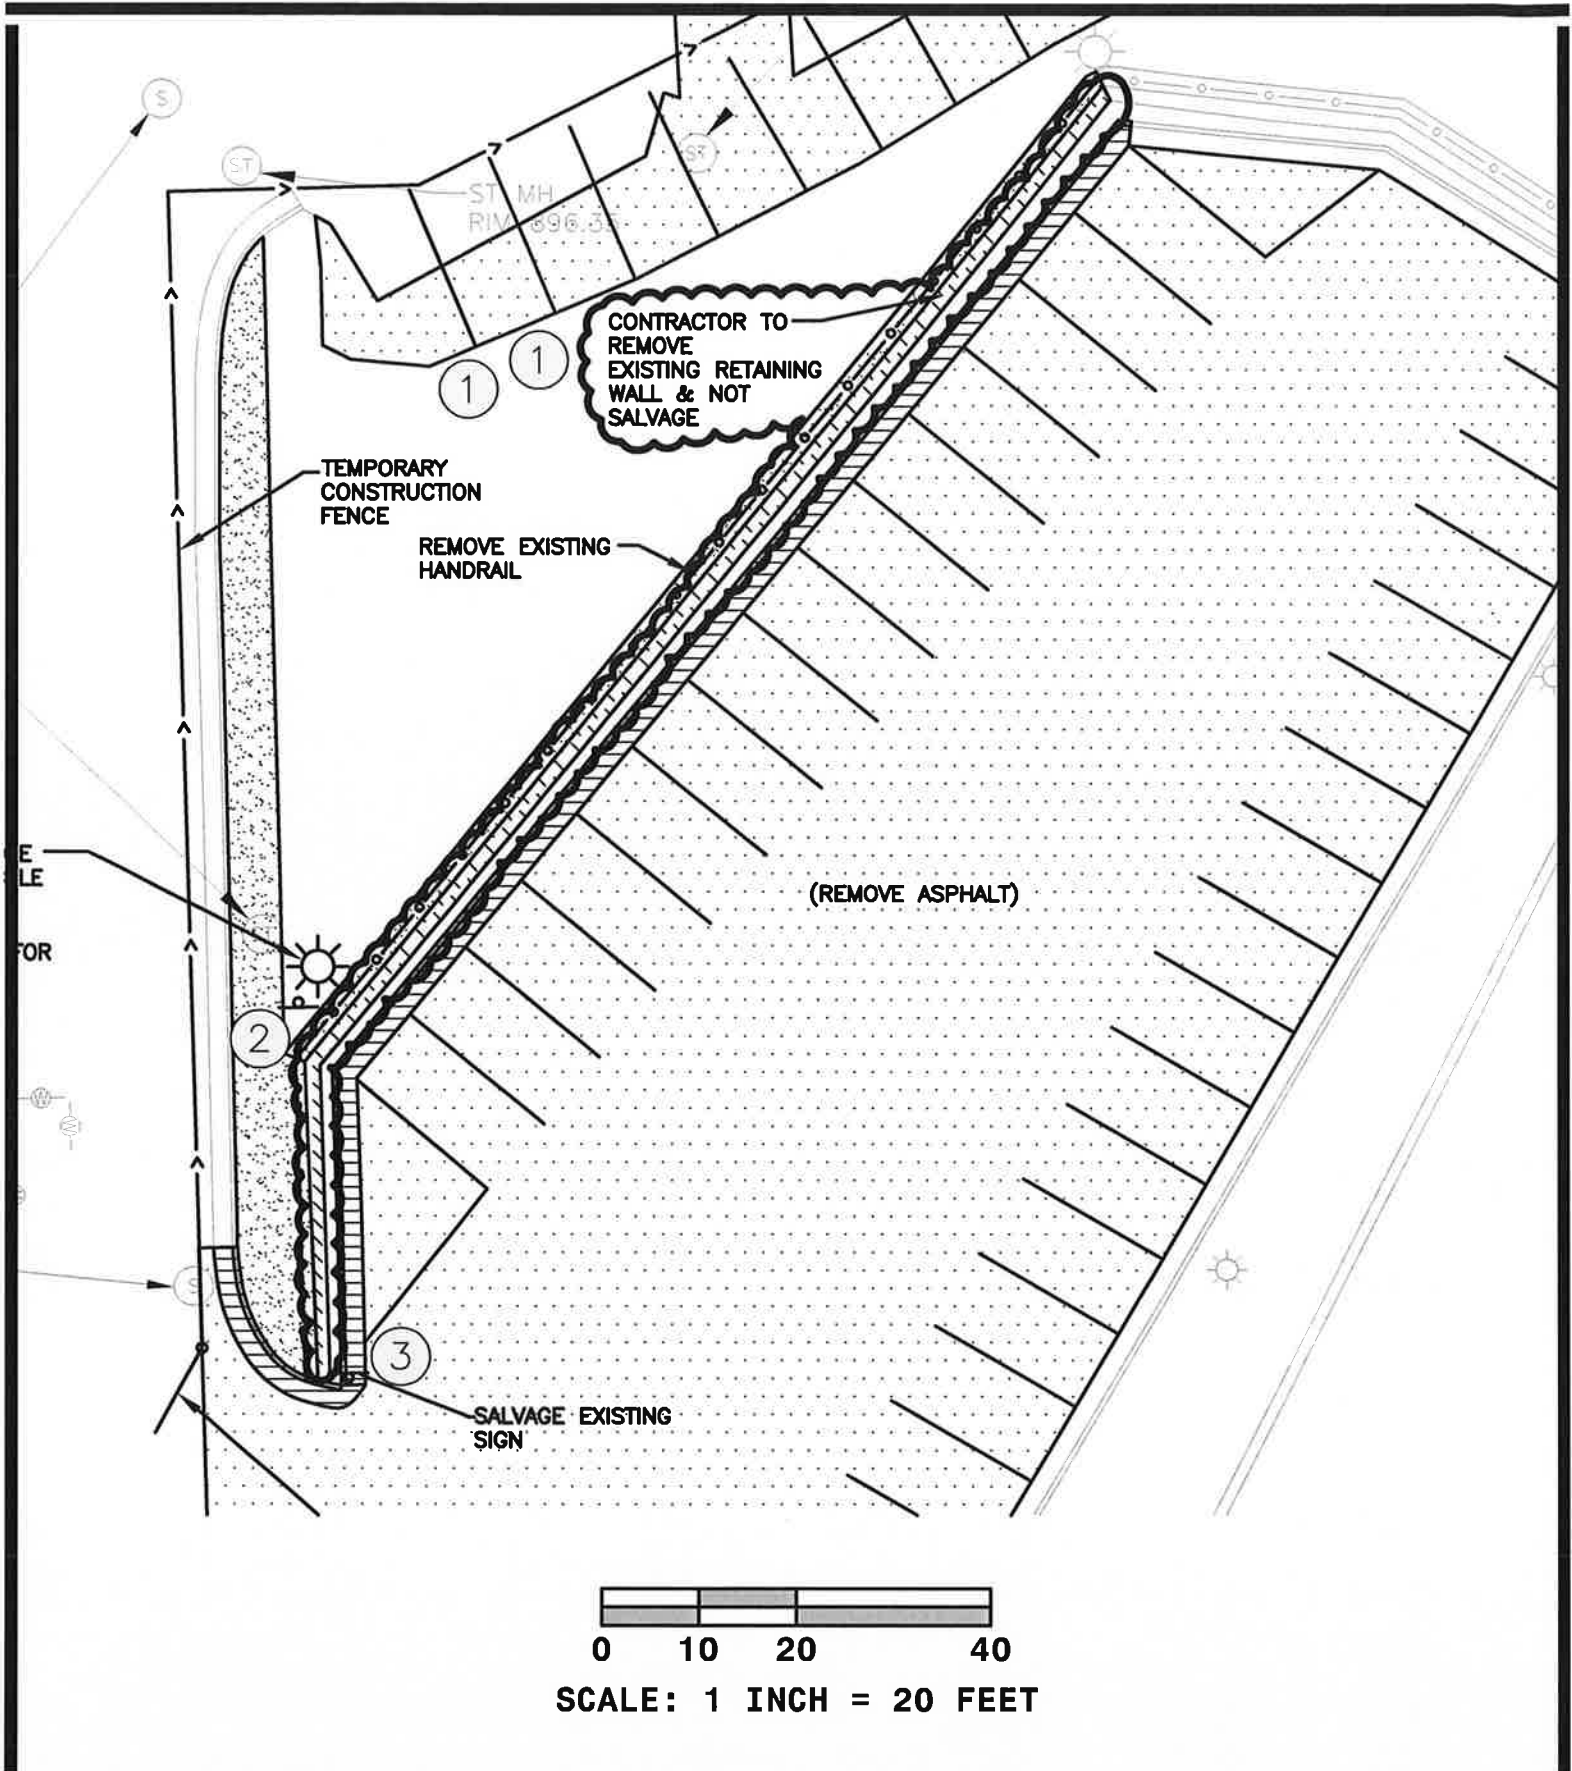 S
ST
ST
ST MH
RIM 896.35
CONTRACTOR TO
REMOVE
EXISTING RETAINING
WALL & NOT
SALVAGE
1
1
TEMPORARY
CONSTRUCTION
FENCE
REMOVE EXISTING
HANDRAIL
LE
(REMOVE ASPHALT)
FOR
2
W
S
3
SALVAGE EXISTING
SIGN
0 10 20 40
SCALE: 1 INCH = 20 FEET